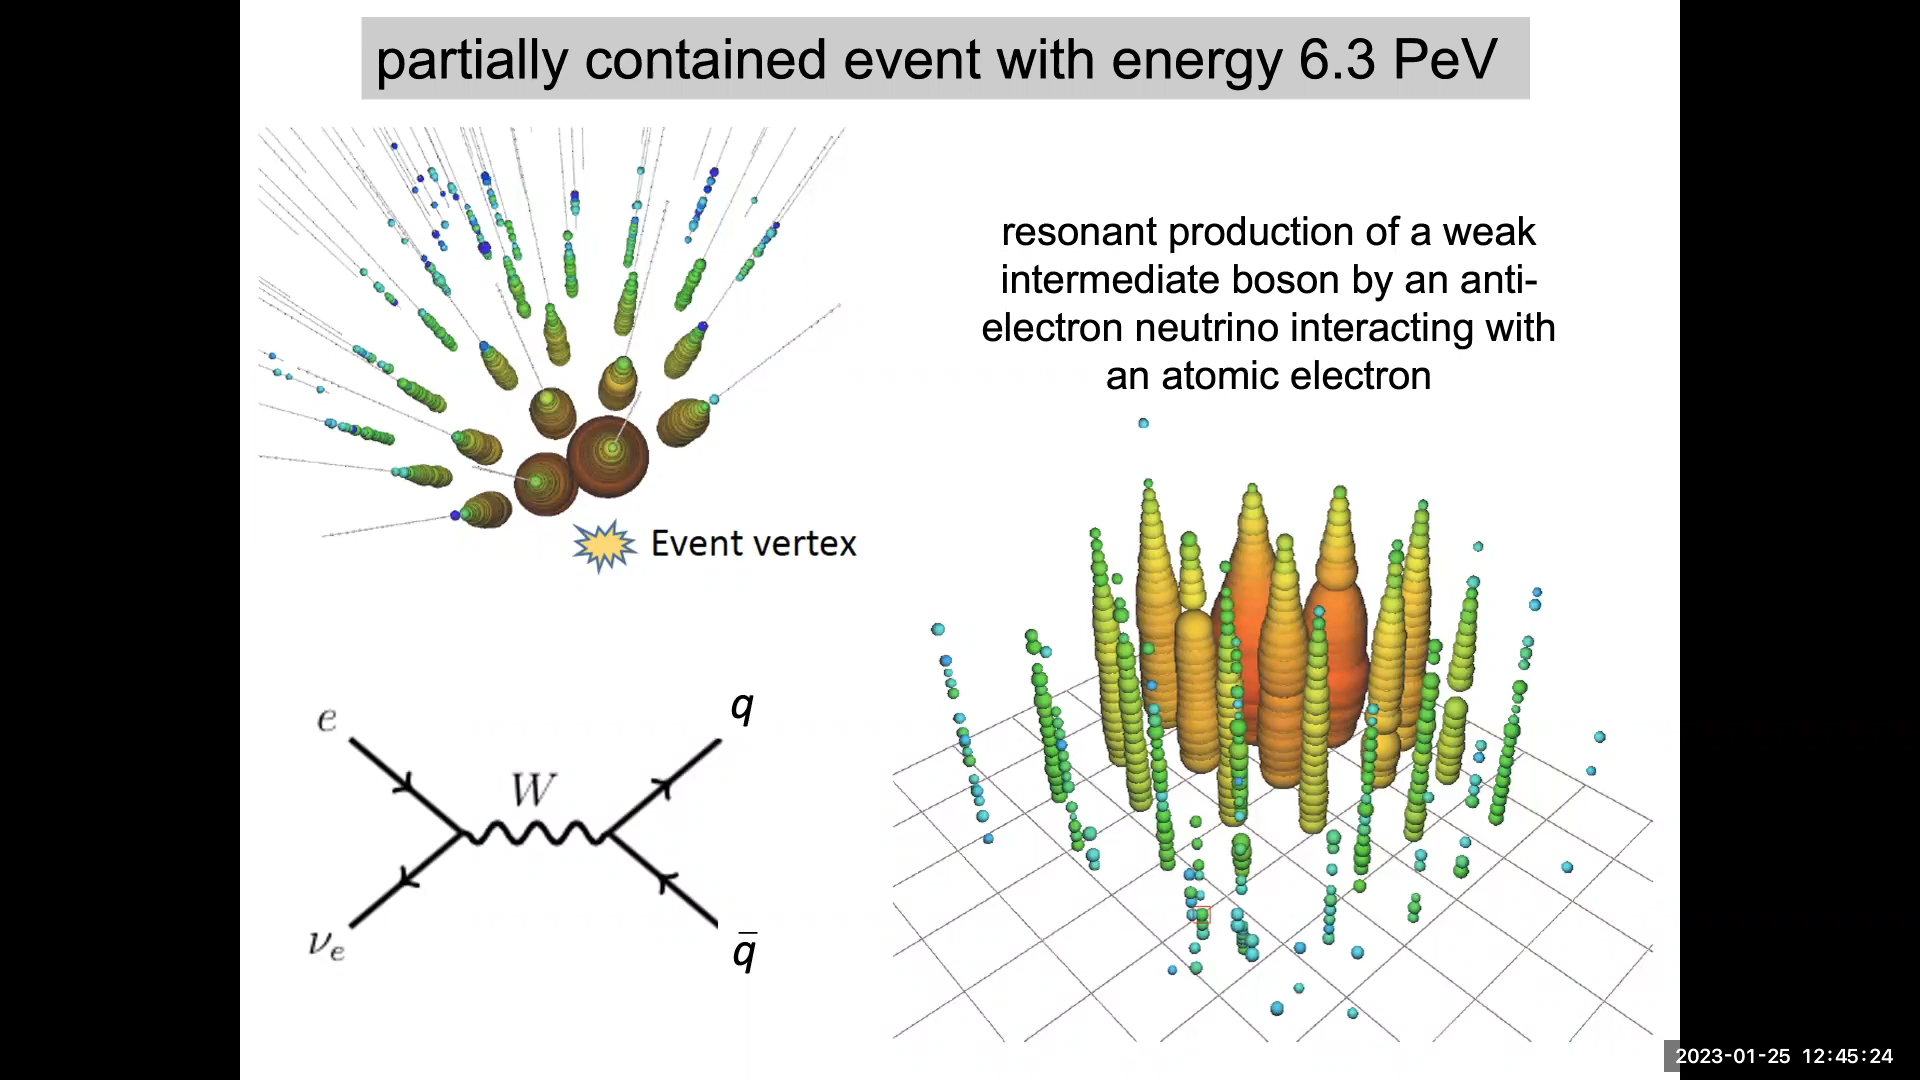 partially contained event with energy 6.3 PeV
resonant production of a weak
intermediate boson by an anti-
electron neutrino interacting with
an atomic electron
Event vertex
e
q
W
νₑ
q̅
2023-01-25 12:45:24